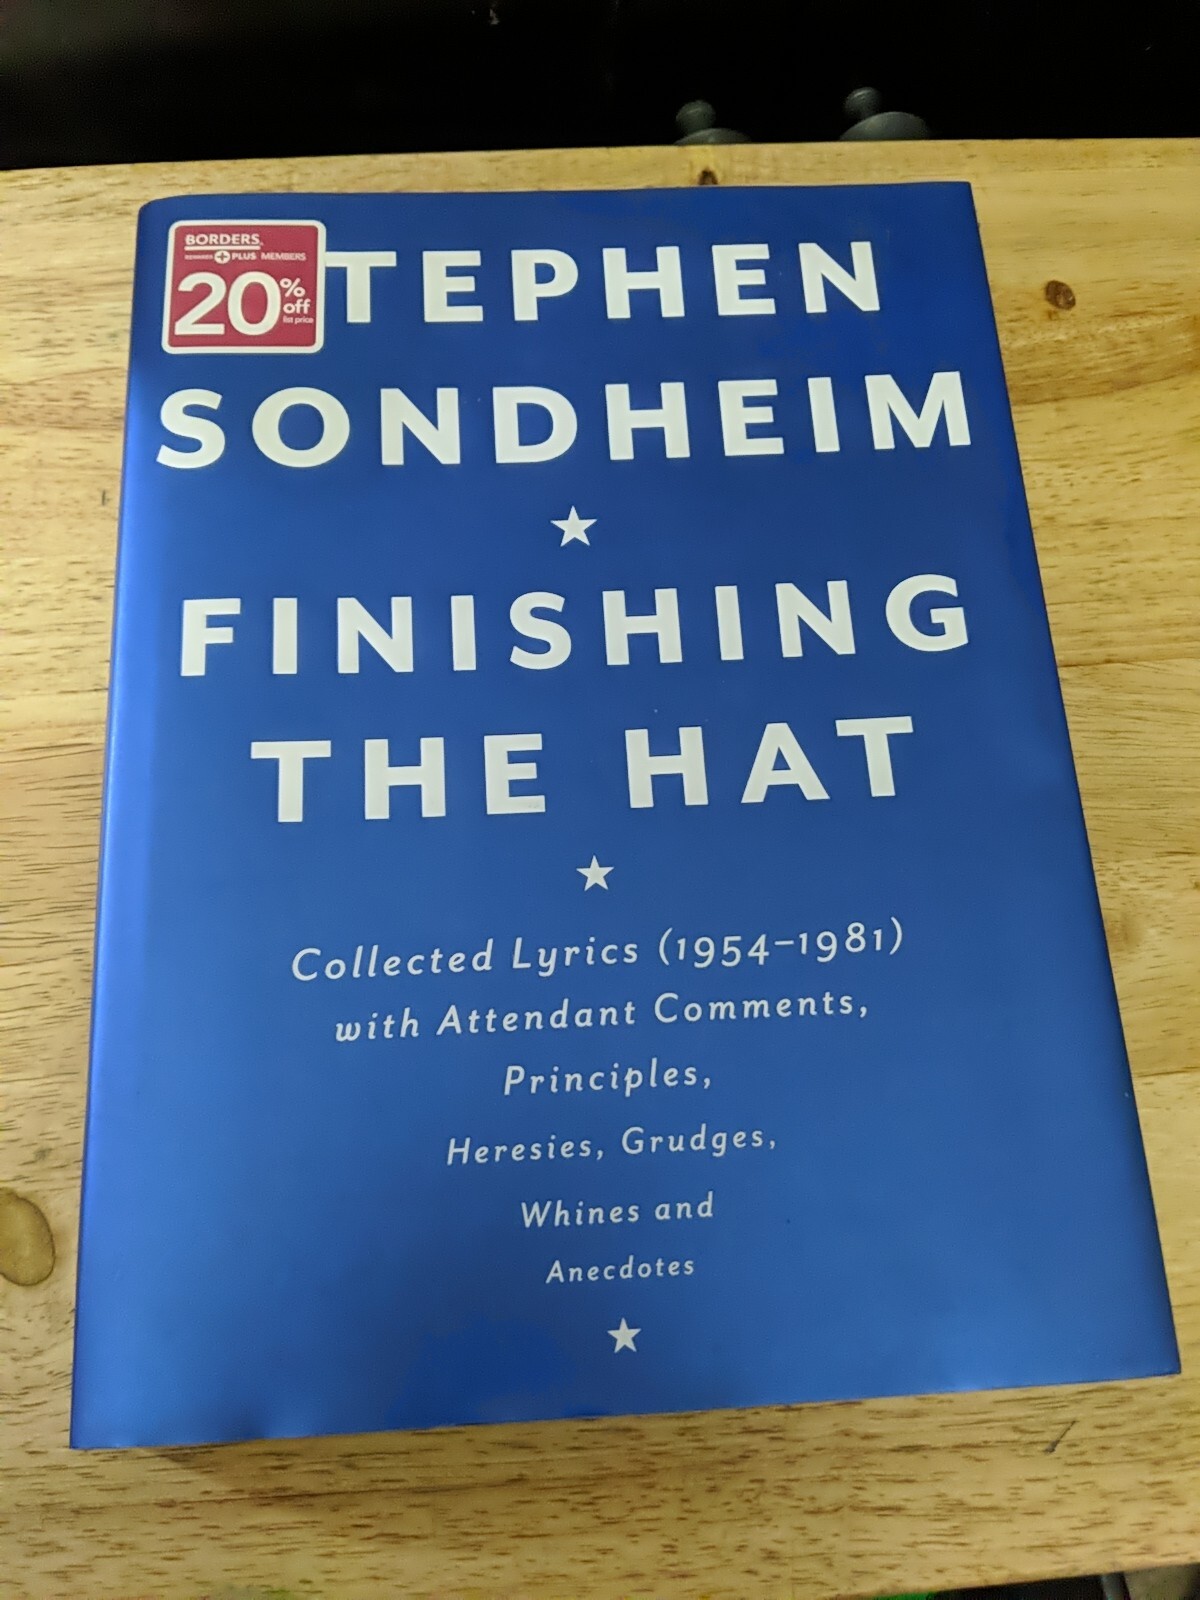 BORDERS
REWARDS PLUS MEMBERS
20% off
list price
TEPHEN
SONDHEIM
FINISHING
THE HAT
Collected Lyrics (1954–1981)
with Attendant Comments,
Principles,
Heresies, Grudges,
Whines and
Anecdotes